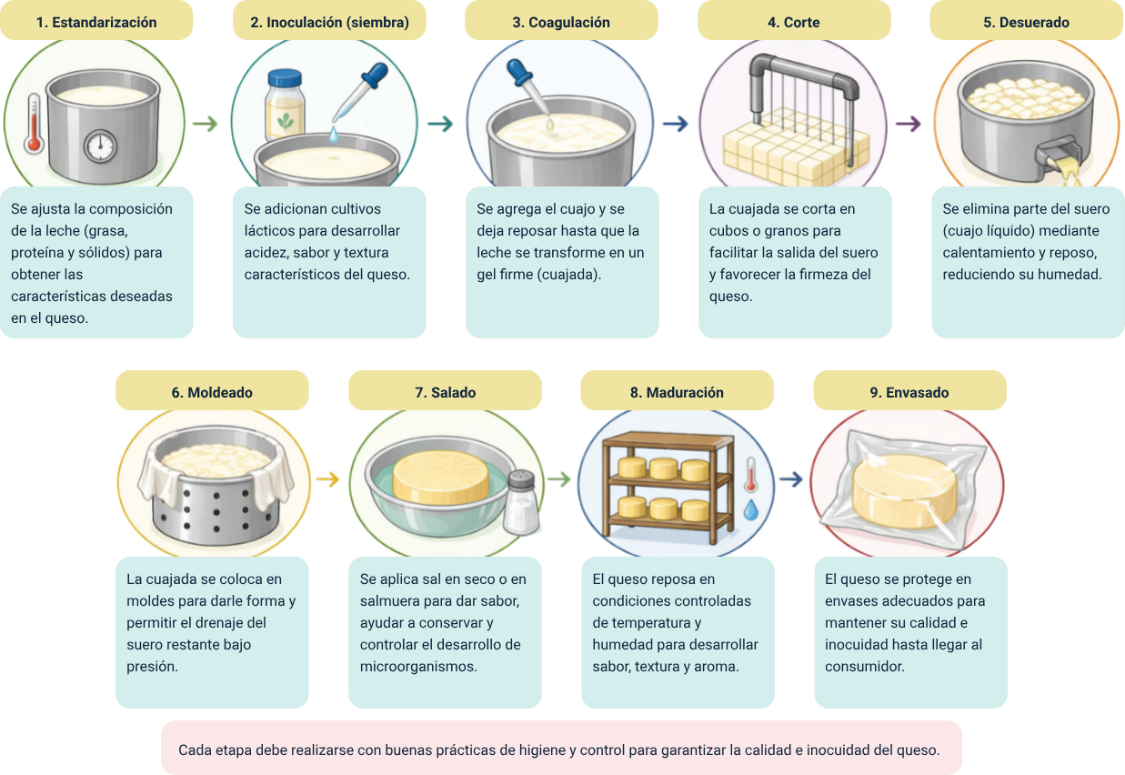 1. Estandarización
2. Inoculación (siembra)
3. Coagulación
4. Corte
5. Desuerado
Se ajusta la composición
de la leche (grasa,
proteína y sólidos) para
obtener las
características deseadas
en el queso.
Se adicionan cultivos
lácticos para desarrollar
acidez, sabor y textura
característicos del queso.
Se agrega el cuajo y se
deja reposar hasta que la
leche se transforme en un
gel firme (cuajada).
La cuajada se corta en
cubos o granos para
facilitar la salida del suero
y favorecer la firmeza del
queso.
Se elimina parte del suero
(cuajo líquido) mediante
calentamiento y reposo,
reduciendo su humedad.
6. Moldeado
7. Salado
8. Maduración
9. Envasado
La cuajada se coloca en
moldes para darle forma y
permitir el drenaje del
suero restante bajo
presión.
Se aplica sal en seco o en
salmuera para dar sabor,
ayudar a conservar y
controlar el desarrollo de
microorganismos.
El queso reposa en
condiciones controladas
de temperatura y
humedad para desarrollar
sabor, textura y aroma.
El queso se protege en
envases adecuados para
mantener su calidad e
inocuidad hasta llegar al
consumidor.
Cada etapa debe realizarse con buenas prácticas de higiene y control para garantizar la calidad e inocuidad del queso.